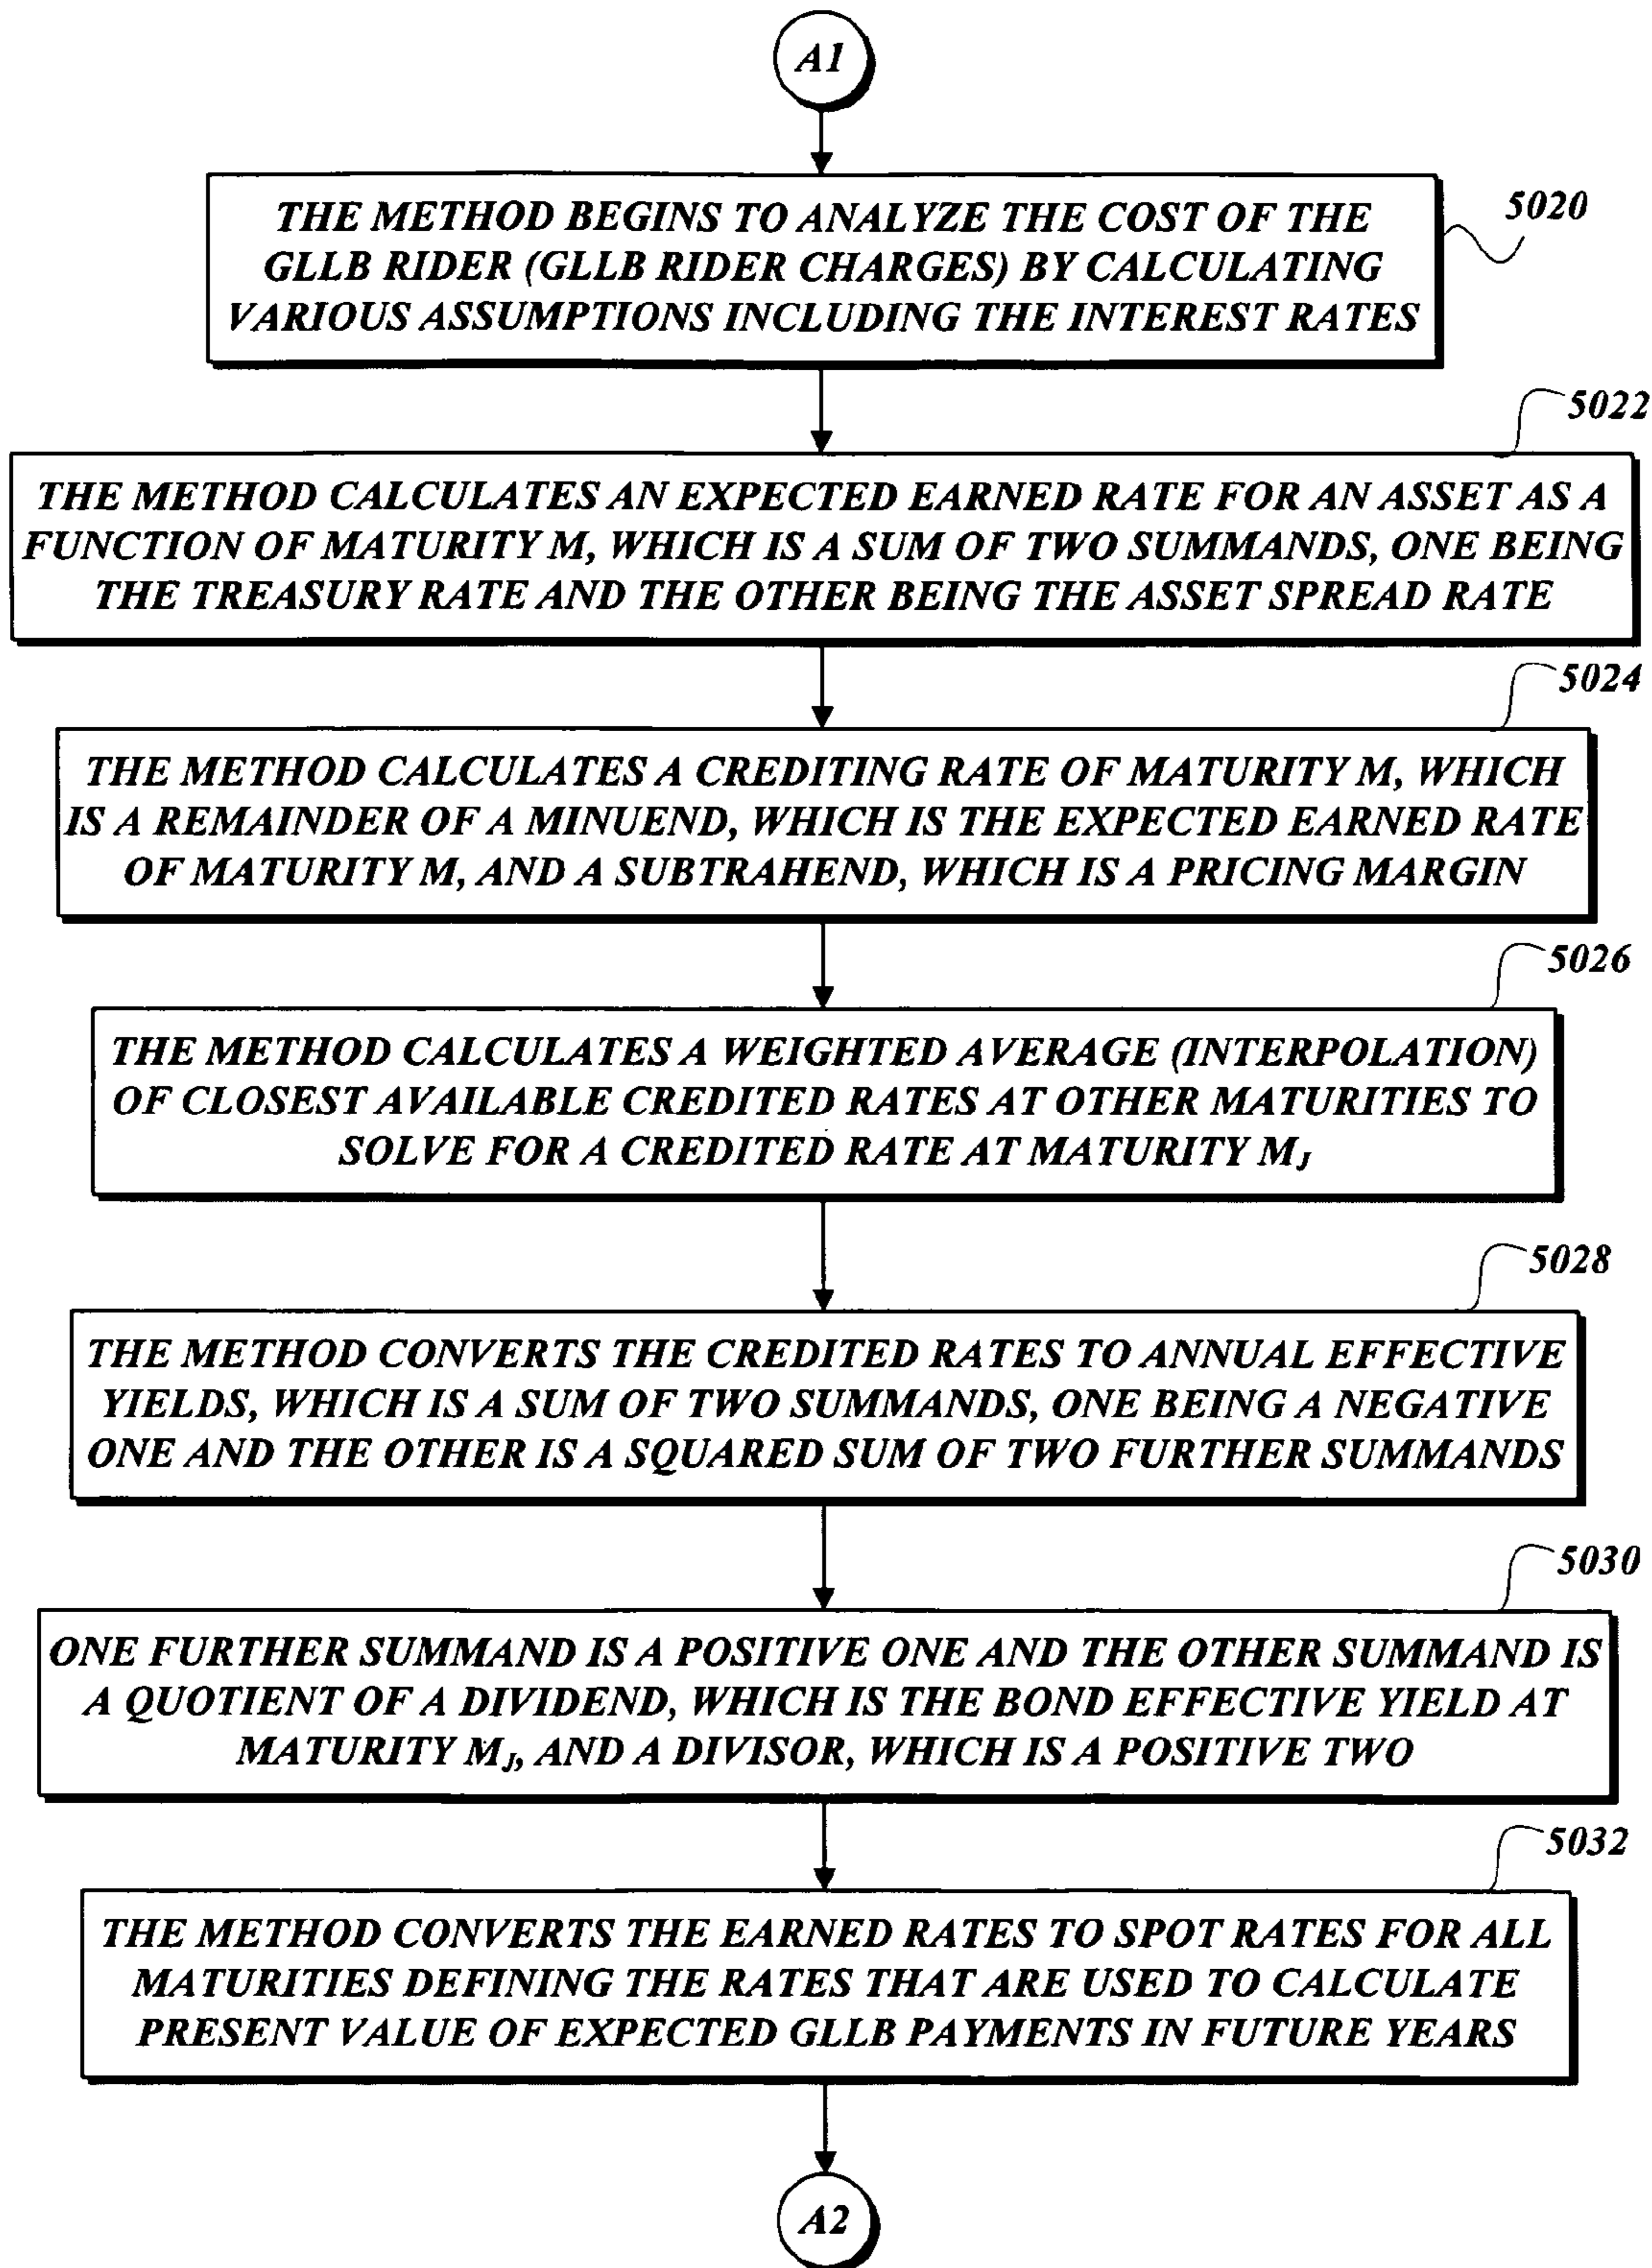 A1
THE METHOD BEGINS TO ANALYZE THE COST OF THE
GLLB RIDER (GLLB RIDER CHARGES) BY CALCULATING
VARIOUS ASSUMPTIONS INCLUDING THE INTEREST RATES
5020
5022
THE METHOD CALCULATES AN EXPECTED EARNED RATE FOR AN ASSET AS A
FUNCTION OF MATURITY M, WHICH IS A SUM OF TWO SUMMANDS, ONE BEING
THE TREASURY RATE AND THE OTHER BEING THE ASSET SPREAD RATE
5024
THE METHOD CALCULATES A CREDITING RATE OF MATURITY M, WHICH
IS A REMAINDER OF A MINUEND, WHICH IS THE EXPECTED EARNED RATE
OF MATURITY M, AND A SUBTRAHEND, WHICH IS A PRICING MARGIN
5026
THE METHOD CALCULATES A WEIGHTED AVERAGE (INTERPOLATION)
OF CLOSEST AVAILABLE CREDITED RATES AT OTHER MATURITIES TO
SOLVE FOR A CREDITED RATE AT MATURITY MJ
5028
THE METHOD CONVERTS THE CREDITED RATES TO ANNUAL EFFECTIVE
YIELDS, WHICH IS A SUM OF TWO SUMMANDS, ONE BEING A NEGATIVE
ONE AND THE OTHER IS A SQUARED SUM OF TWO FURTHER SUMMANDS
5030
ONE FURTHER SUMMAND IS A POSITIVE ONE AND THE OTHER SUMMAND IS
A QUOTIENT OF A DIVIDEND, WHICH IS THE BOND EFFECTIVE YIELD AT
MATURITY MJ, AND A DIVISOR, WHICH IS A POSITIVE TWO
5032
THE METHOD CONVERTS THE EARNED RATES TO SPOT RATES FOR ALL
MATURITIES DEFINING THE RATES THAT ARE USED TO CALCULATE
PRESENT VALUE OF EXPECTED GLLB PAYMENTS IN FUTURE YEARS
A2